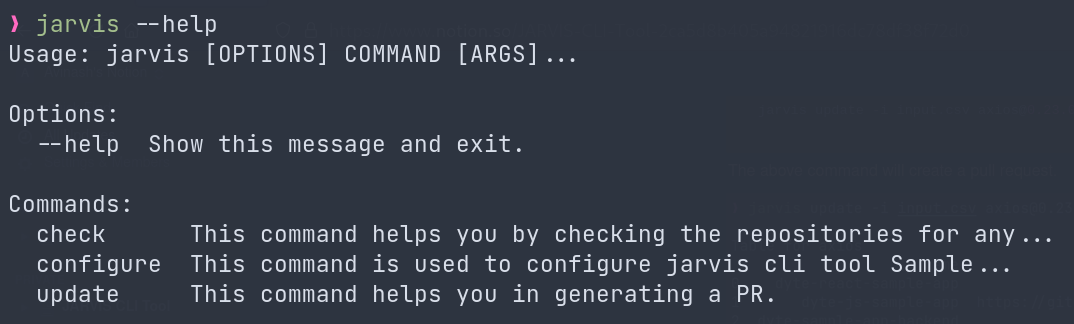 ❯ jarvis --help
Usage: jarvis [OPTIONS] COMMAND [ARGS]...
Options:
--help  Show this message and exit.
Commands:
check      This command helps you by checking the repositories for any...
configure  This command is used to configure jarvis cli tool Sample...
update     This command helps you in generating a PR.